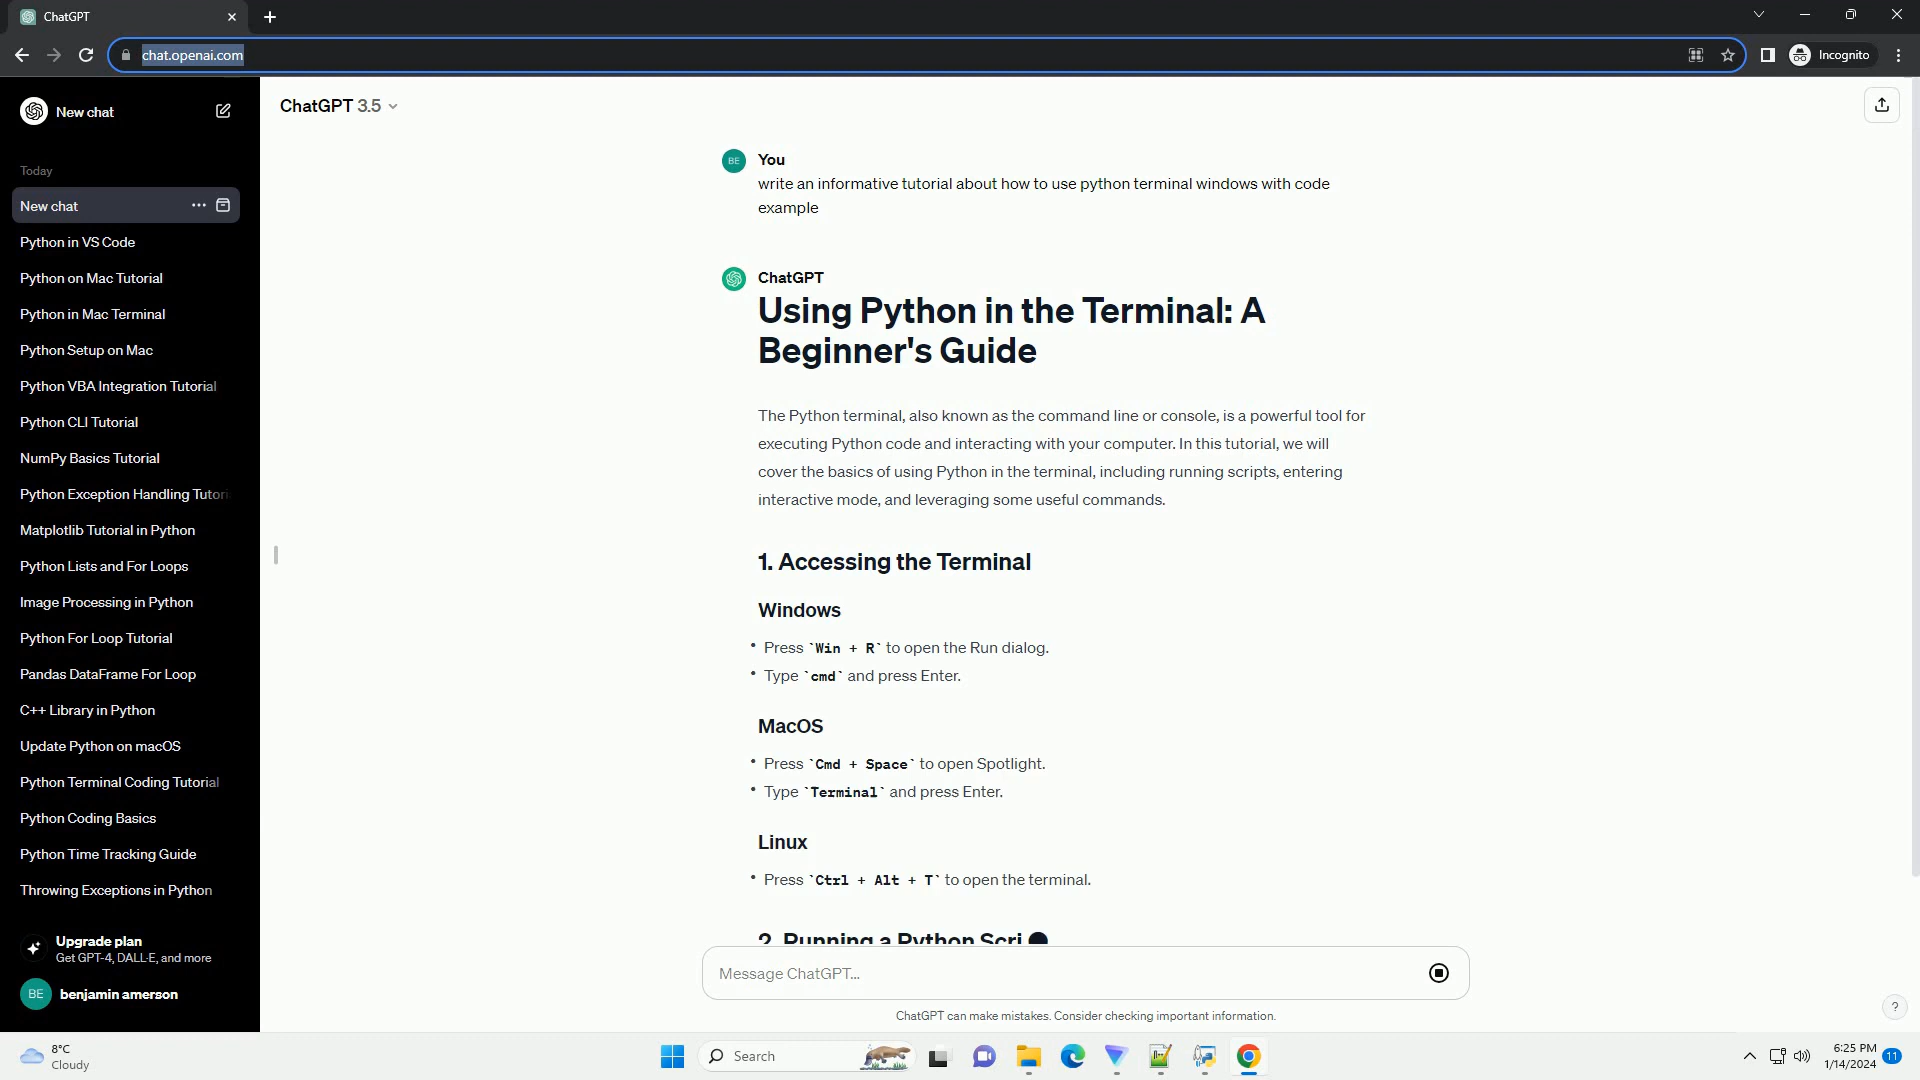 ChatGPT
chat.openai.com
Incognito
New chat
Today
New chat
Python in VS Code
Python on Mac Tutorial
Python in Mac Terminal
Python Setup on Mac
Python VBA Integration Tutorial
Python CLI Tutorial
NumPy Basics Tutorial
Python Exception Handling Tutori
Matplotlib Tutorial in Python
Python Lists and For Loops
Image Processing in Python
Python For Loop Tutorial
Pandas DataFrame For Loop
C++ Library in Python
Update Python on macOS
Python Terminal Coding Tutorial
Python Coding Basics
Python Time Tracking Guide
Throwing Exceptions in Python
Upgrade plan
Get GPT-4, DALL·E, and more
BE benjamin amerson
ChatGPT 3.5
BE You
write an informative tutorial about how to use python terminal windows with code
example
ChatGPT
Using Python in the Terminal: A
Beginner's Guide
The Python terminal, also known as the command line or console, is a powerful tool for
executing Python code and interacting with your computer. In this tutorial, we will
cover the basics of using Python in the terminal, including running scripts, entering
interactive mode, and leveraging some useful commands.
1. Accessing the Terminal
Windows
• Press `Win + R` to open the Run dialog.
• Type `cmd` and press Enter.
MacOS
• Press `Cmd + Space` to open Spotlight.
• Type `Terminal` and press Enter.
Linux
• Press `Ctrl + Alt + T` to open the terminal.
2. Running a Python Scri
Message ChatGPT...
ChatGPT can make mistakes. Consider checking important information.
?
8°C
Cloudy
Search
6:25 PM
1/14/2024
11